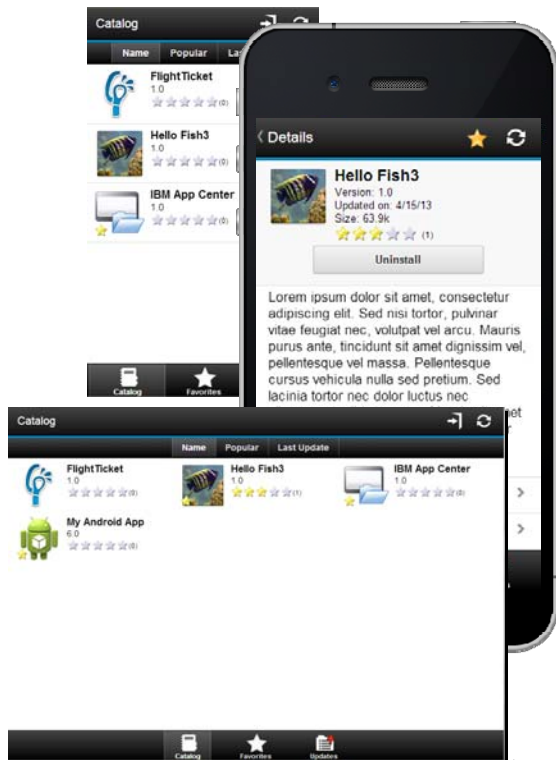 Catalog
Name Popular La
FlightTicket
1.0
(0)
Hello Fish3
1.0
(0)
IBM App Center
1.0
(0)
Catalog Favorites
Details
Hello Fish3
Version: 1.0
Updated on: 4/15/13
Size: 63.9k
(1)
Uninstall
Lorem ipsum dolor sit amet, consectetur
adipiscing elit. Sed nisi tortor, pulvinar
vitae feugiat nec, volutpat vel arcu. Mauris
purus ante, tincidunt sit amet dignissim vel,
pellentesque vel massa. Pellentesque
cursus vehicula nulla sed pretium. Sed
lacinia tortor nec dolor luctus nec
Catalog
Name Popular Last Update
FlightTicket
1.0
(0)
Hello Fish3
1.0
(1)
IBM App Center
1.0
(0)
My Android App
6.0
(0)
Catalog Favorites Updates